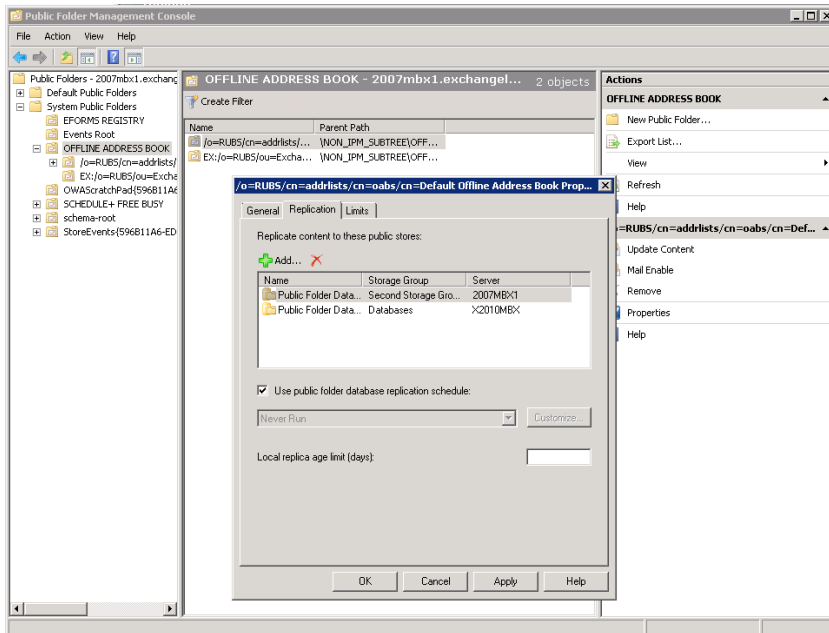 Public Folder Management Console
File Action View Help
Public Folders - 2007mbx1.exchang
Default Public Folders
System Public Folders
EFORMS REGISTRY
Events Root
OFFLINE ADDRESS BOOK
/o=RUBS/cn=addrlists/
EX:/o=RUBS/ou=Excha
OWAScratchPad{596B11A6
SCHEDULE+ FREE BUSY
schema-root
StoreEvents{596B11A6-ED
OFFLINE ADDRESS BOOK - 2007mbx1.exchangel... 2 objects
Create Filter
Name Parent Path
/o=RUBS/cn=addrlists/... \NON_IPM_SUBTREE\OFF...
EX:/o=RUBS/ou=Excha... \NON_IPM_SUBTREE\OFF...
/o=RUBS/cn=addrlists/cn=oabs/cn=Default Offline Address Book Prop...
General Replication Limits
Replicate content to these public stores:
Add...
Name Storage Group Server
Public Folder Data... Second Storage Gro... 2007MBX1
Public Folder Data... Databases X2010MBX
Use public folder database replication schedule:
Never Run Customize...
Local replica age limit (days):
OK Cancel Apply Help
Actions
OFFLINE ADDRESS BOOK
New Public Folder...
Export List...
View
Refresh
Help
=RUBS/cn=addrlists/cn=oabs/cn=Def...
Update Content
Mail Enable
Remove
Properties
Help